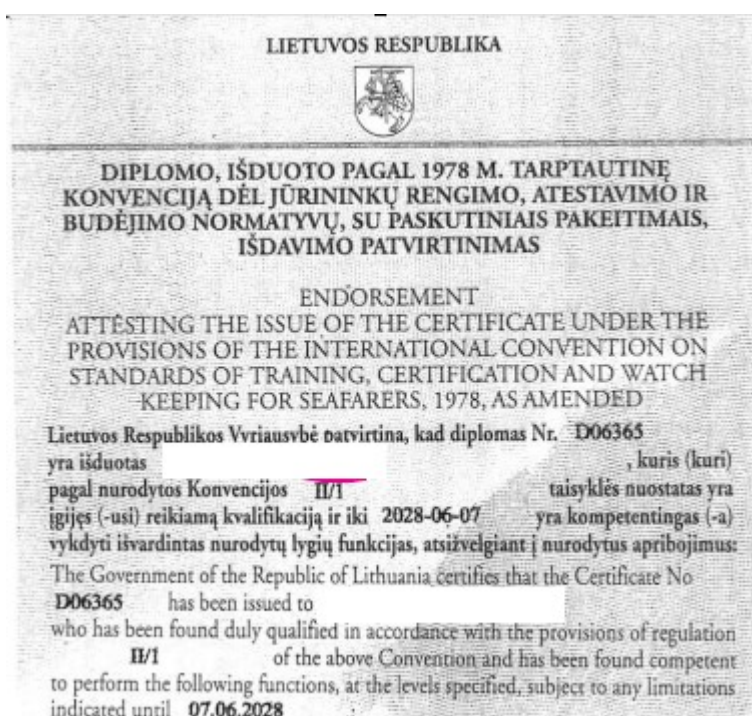 LIETUVOS RESPUBLIKA
DIPLOMO, IŠDUOTO PAGAL 1978 M. TARPTAUTINĘ
KONVENCIJĄ DĖL JŪRININKŲ RENGIMO, ATESTAVIMO IR
BUDĖJIMO NORMATYVŲ, SU PASKUTINIAIS PAKEITIMAIS,
IŠDAVIMO PATVIRTINIMAS
ENDORSEMENT
ATTESTING THE ISSUE OF THE CERTIFICATE UNDER THE
PROVISIONS OF THE INTERNATIONAL CONVENTION ON
STANDARDS OF TRAINING, CERTIFICATION AND WATCH
KEEPING FOR SEAFARERS, 1978, AS AMENDED
Lietuvos Respublikos Vyriausybė patvirtina, kad diplomas Nr. D06365
yra išduotas , kuris (kuri)
pagal nurodytos Konvencijos II/1 taisyklės nuostatas yra
įgijęs (-usi) reikiamą kvalifikaciją ir iki 2028-06-07 yra kompetentingas (-a)
vykdyti išvardintas nurodytų lygių funkcijas, atsižvelgiant į nurodytus apribojimus:
The Government of the Republic of Lithuania certifies that the Certificate No
D06365 has been issued to
who has been found duly qualified in accordance with the provisions of regulation
II/1 of the above Convention and has been found competent
to perform the following functions, at the levels specified, subject to any limitations
indicated until 07.06.2028